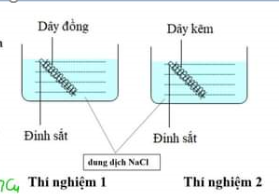 Dây đồng
Dây kẽm
Đinh sắt
Đinh sắt
dung dịch NaCl
Thí nghiệm 1
Thí nghiệm 2